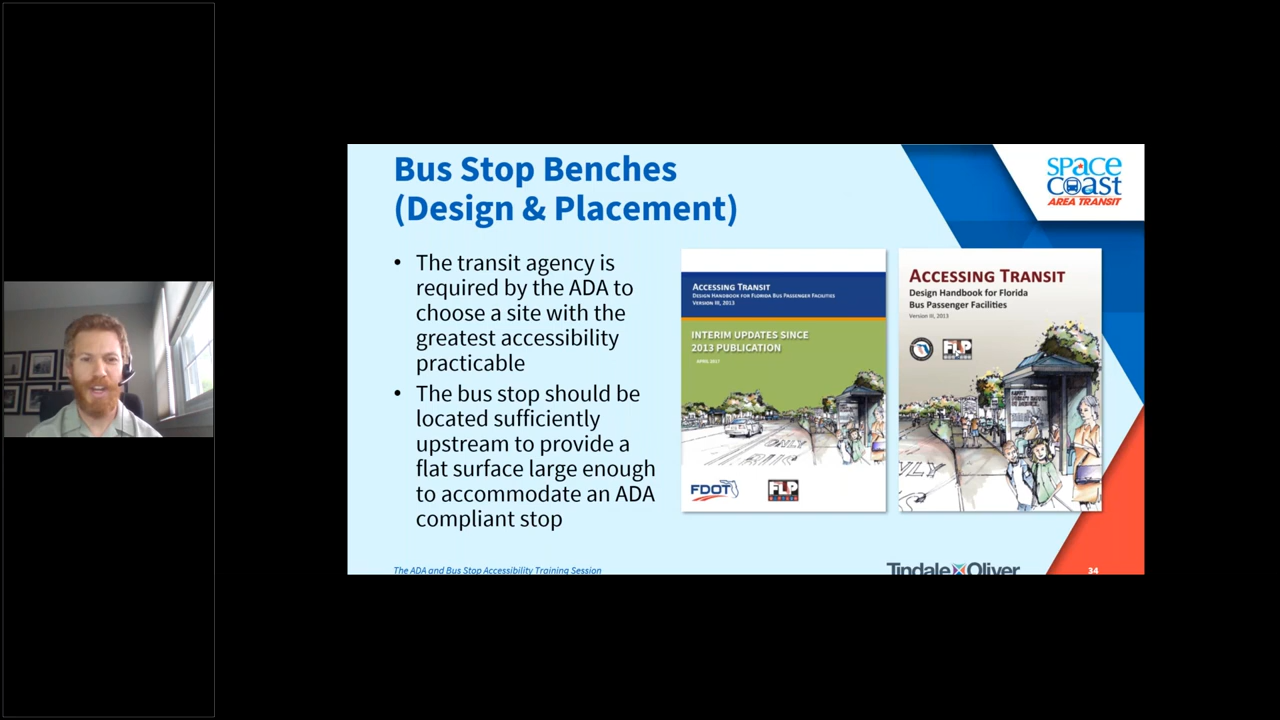 Bus Stop Benches
(Design & Placement)
space
coast
AREA TRANSIT
• The transit agency is
required by the ADA to
choose a site with the
greatest accessibility
practicable
• The bus stop should be
located sufficiently
upstream to provide a
flat surface large enough
to accommodate an ADA
compliant stop
ACCESSING TRANSIT
DESIGN HANDBOOK FOR FLORIDA BUS PASSENGER FACILITIES
VERSION III, 2013
INTERIM UPDATES SINCE
2013 PUBLICATION
APRIL 2017
ONLY
BUS
FDOT
FLP
ACCESSING TRANSIT
Design Handbook for Florida
Bus Passenger Facilities
Version III, 2013
FLP
The ADA and Bus Stop Accessibility Training Session
Tindale Oliver
34